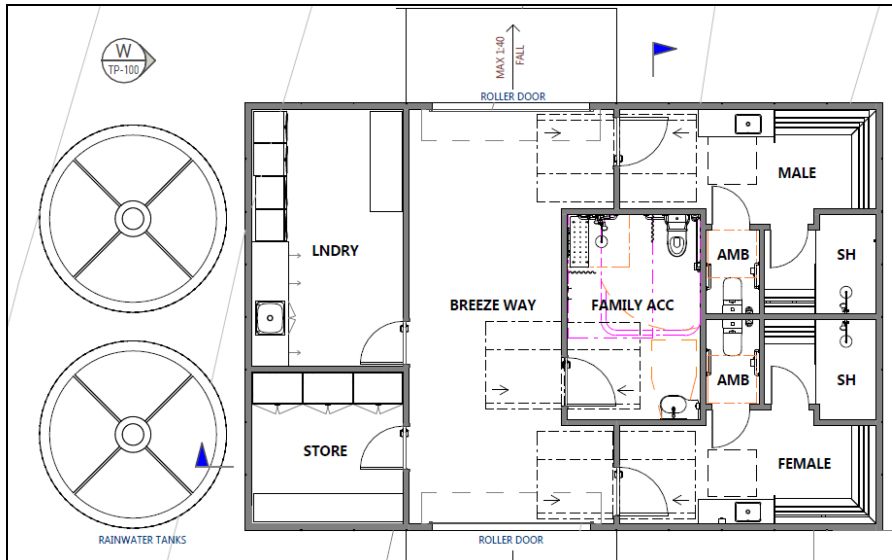 W
TP-100
MAX 1:40
FALL
ROLLER DOOR
MALE
LNDRY
AMB
SH
BREEZE WAY
FAMILY ACC
AMB
SH
STORE
FEMALE
RAINWATER TANKS
ROLLER DOOR